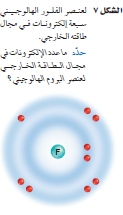 الشكل ٧ لعنصر الفلور الهالوجيني
سبعة إلكترونات في مجال
طاقته الخارجي.
حدّد ما عدد الإلكترونات في
مجال الطاقة الخارجي
لعنصر البروم الهالوجيني؟
F